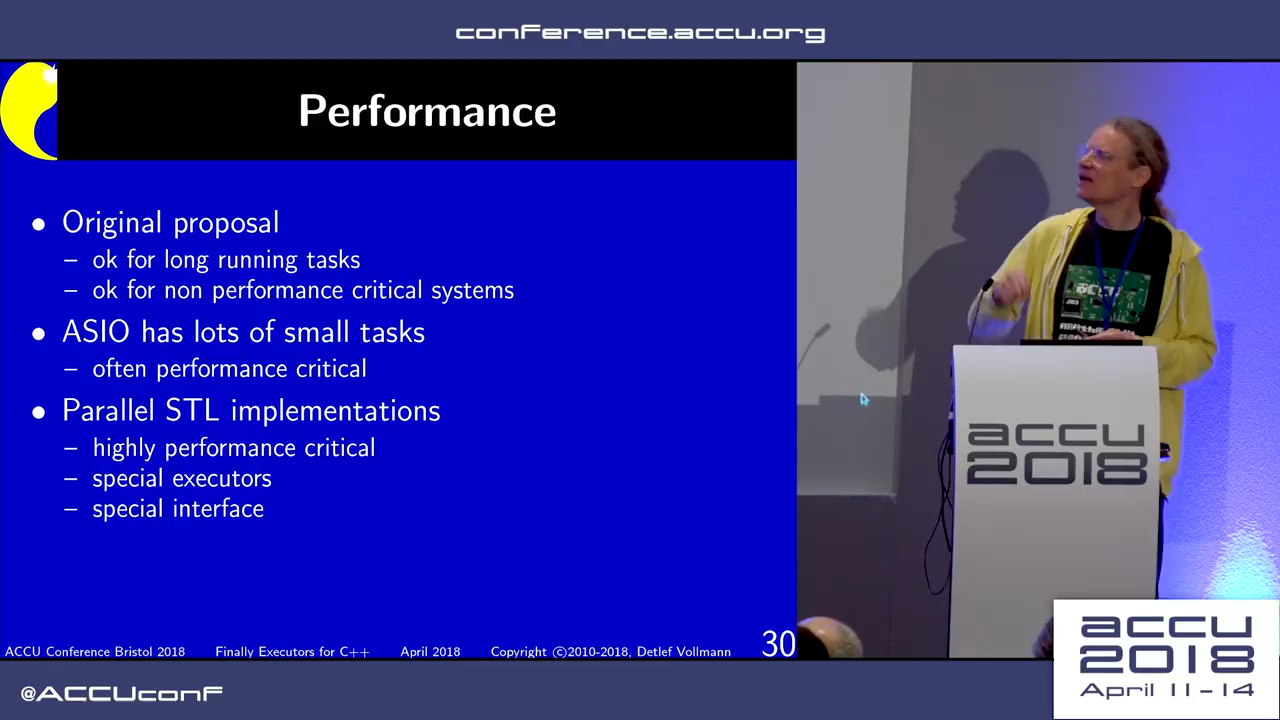 conference.accu.org
Performance
• Original proposal
– ok for long running tasks
– ok for non performance critical systems
• ASIO has lots of small tasks
– often performance critical
• Parallel STL implementations
– highly performance critical
– special executors
– special interface
ACCU Conference Bristol 2018 Finally Executors for C++ April 2018 Copyright ©2010-2018, Detlef Vollmann 30
accu
accu
2018
accu
2018
April 11-14
@ACCUconf